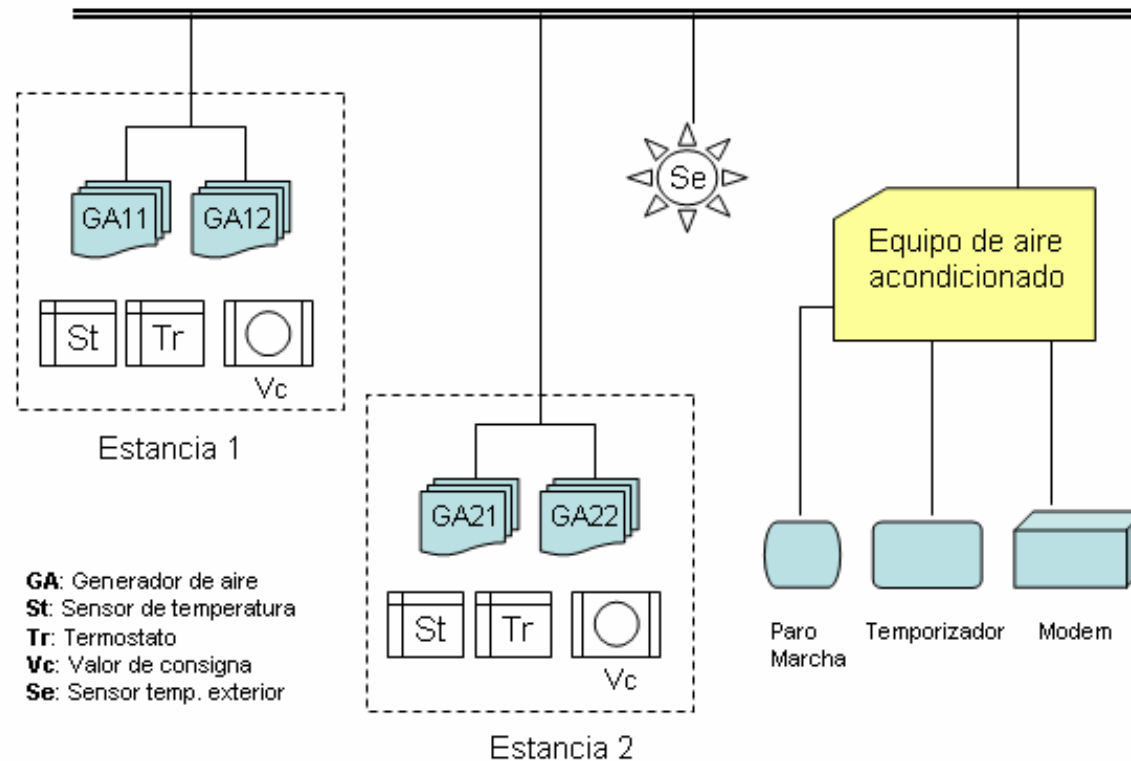 GA11
GA12
St
Tr
Vc
Estancia 1
Se
Equipo de aire
acondicionado
GA21
GA22
St
Tr
Vc
Estancia 2
Paro
Marcha
Temporizador
Modem
GA: Generador de aire
St: Sensor de temperatura
Tr: Termostato
Vc: Valor de consigna
Se: Sensor temp. exterior